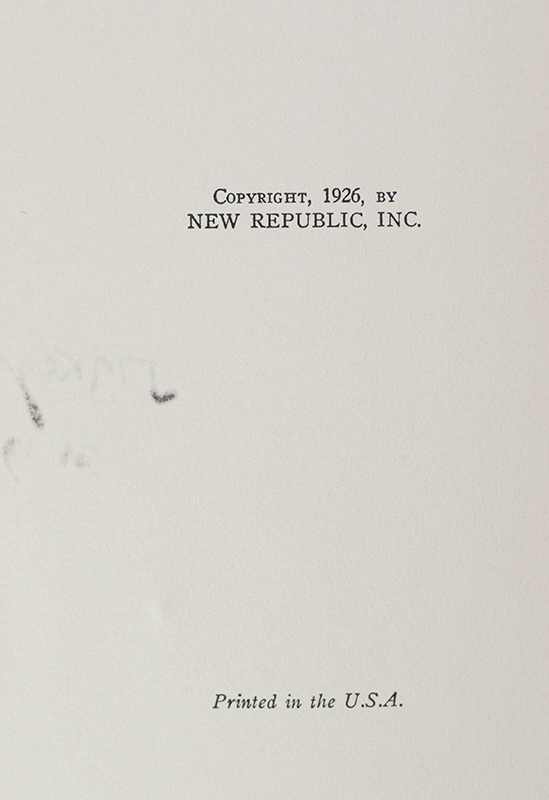 Copyright, 1926, by
NEW REPUBLIC, INC.
Printed in the U.S.A.